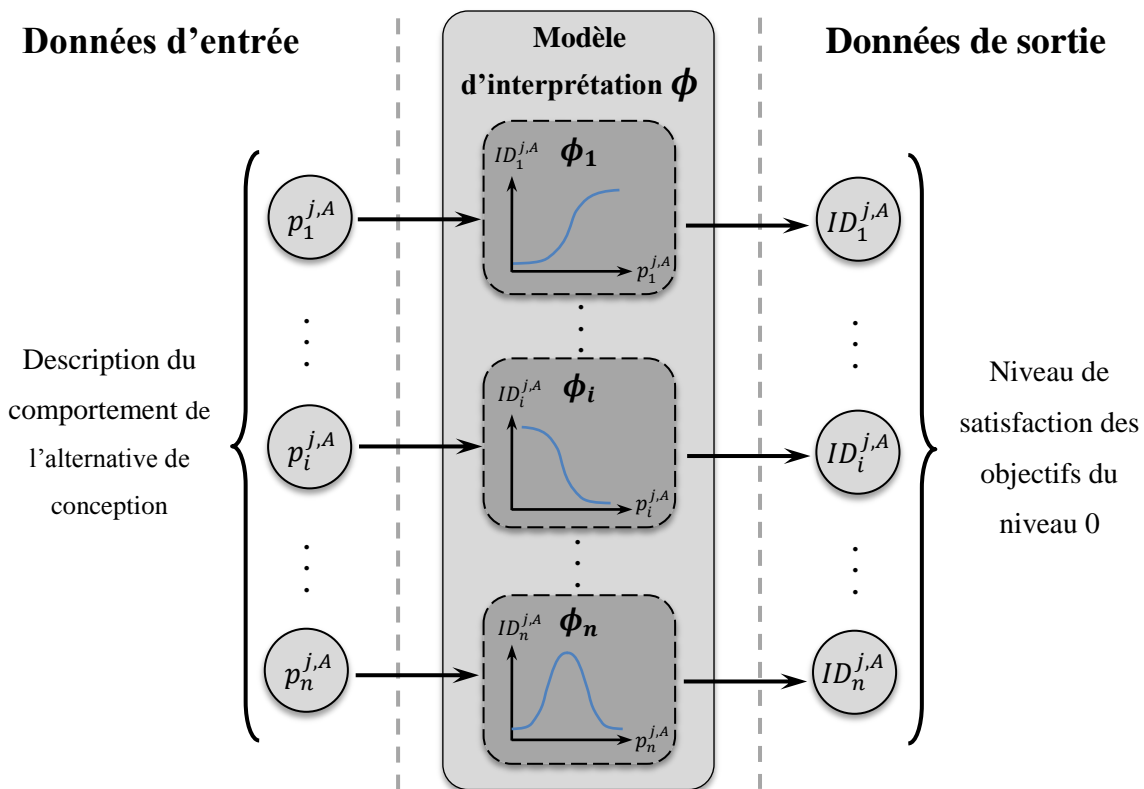 Données d’entrée
Modèle
d’interprétation ϕ
Données de sortie
Description du
comportement de
l’alternative de
conception
p_1^{j,A}
⋮
p_i^{j,A}
⋮
p_n^{j,A}
ID_1^{j,A}
ϕ_1
p_1^{j,A}
⋮
ID_i^{j,A}
ϕ_i
p_i^{j,A}
⋮
ID_n^{j,A}
ϕ_n
p_n^{j,A}
ID_1^{j,A}
⋮
ID_i^{j,A}
⋮
ID_n^{j,A}
Niveau de
satisfaction des
objectifs du
niveau 0